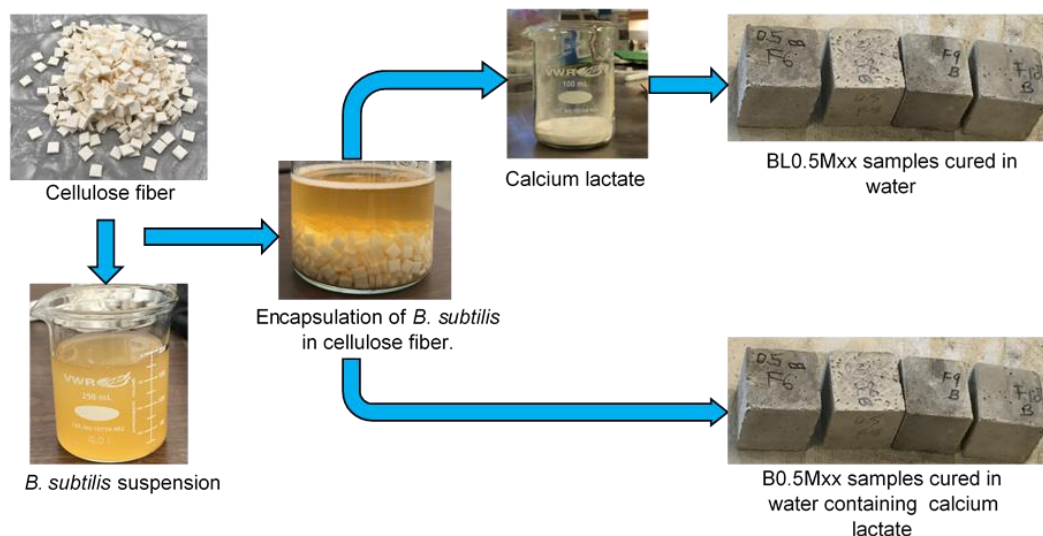 Cellulose fiber
VWR
100 mL
Calcium lactate
0.5 B
F6
F9
B
B
BL0.5Mxx samples cured in
water
Encapsulation of B. subtilis
in cellulose fiber.
VWR
250 mL
B. subtilis suspension
0.5 B
F6
F9
B
B
B0.5Mxx samples cured in
water containing calcium
lactate